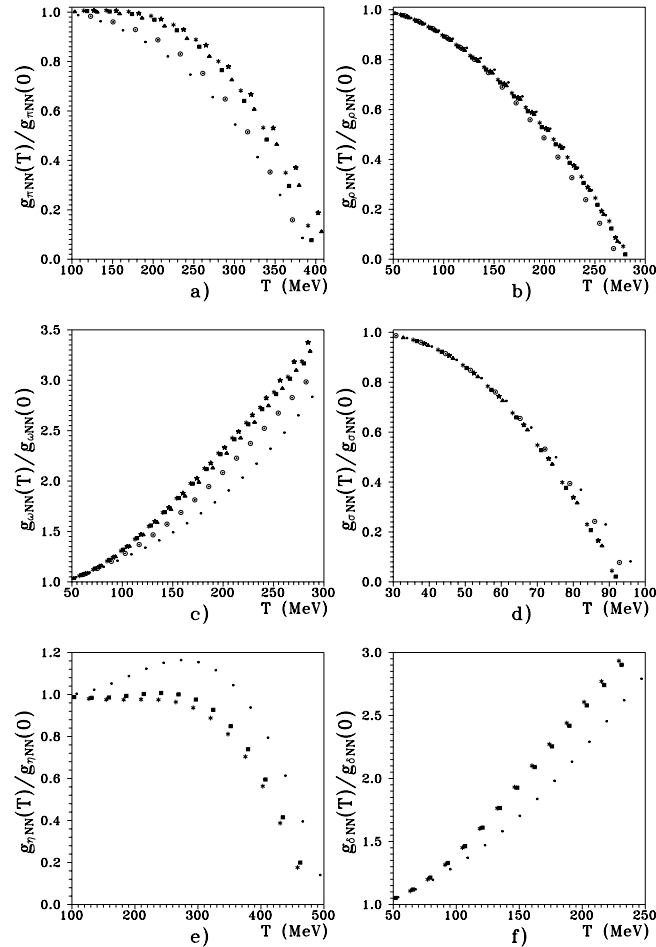 g_πNN(T)/g_πNN(0)
1.0
0.8
0.6
0.4
0.2
0.0
100 150 200 250 300 350 400
T (MeV)
a)
g_ρNN(T)/g_ρNN(0)
1.0
0.8
0.6
0.4
0.2
0.0
50 100 150 200 250 300
T (MeV)
b)
g_ωNN(T)/g_ωNN(0)
3.5
3.0
2.5
2.0
1.5
1.0
50 100 150 200 250 300
T (MeV)
c)
g_σNN(T)/g_σNN(0)
1.0
0.8
0.6
0.4
0.2
0.0
30 40 50 60 70 80 90 100
T (MeV)
d)
g_ηNN(T)/g_ηNN(0)
1.2
1.0
0.8
0.6
0.4
0.2
0.0
100 200 300 400 500
T (MeV)
e)
g_δNN(T)/g_δNN(0)
3.0
2.5
2.0
1.5
1.0
50 100 150 200 250
T (MeV)
f)